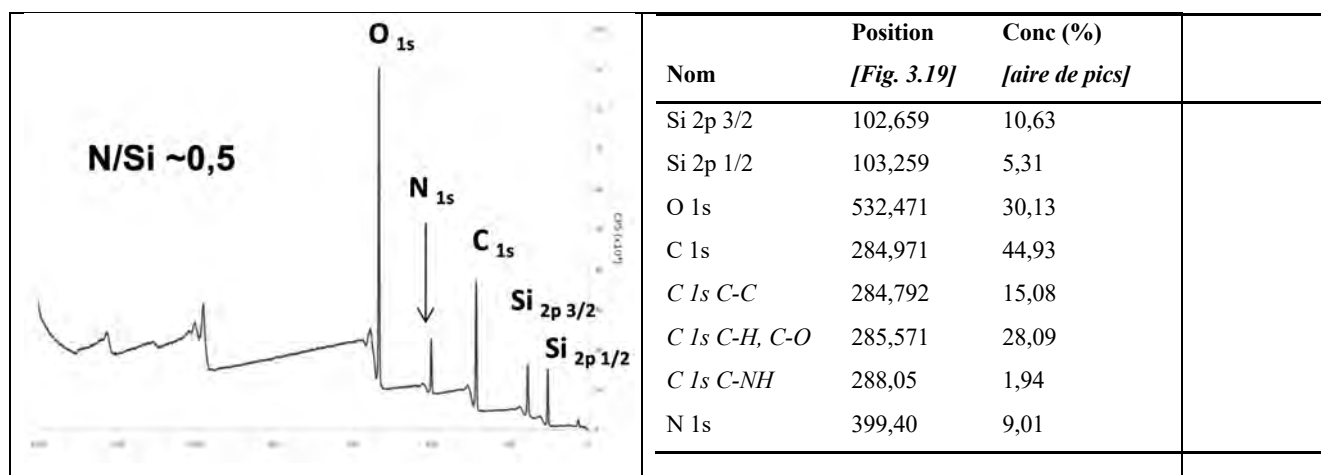 O 1s
N/Si ~0,5
N 1s
C 1s
Si 2p 3/2
Si 2p 1/2
Position Conc (%)
Nom [Fig. 3.19] [aire de pics]
Si 2p 3/2 102,659 10,63
Si 2p 1/2 103,259 5,31
O 1s 532,471 30,13
C 1s 284,971 44,93
C 1s C-C 284,792 15,08
C 1s C-H, C-O 285,571 28,09
C 1s C-NH 288,05 1,94
N 1s 399,40 9,01